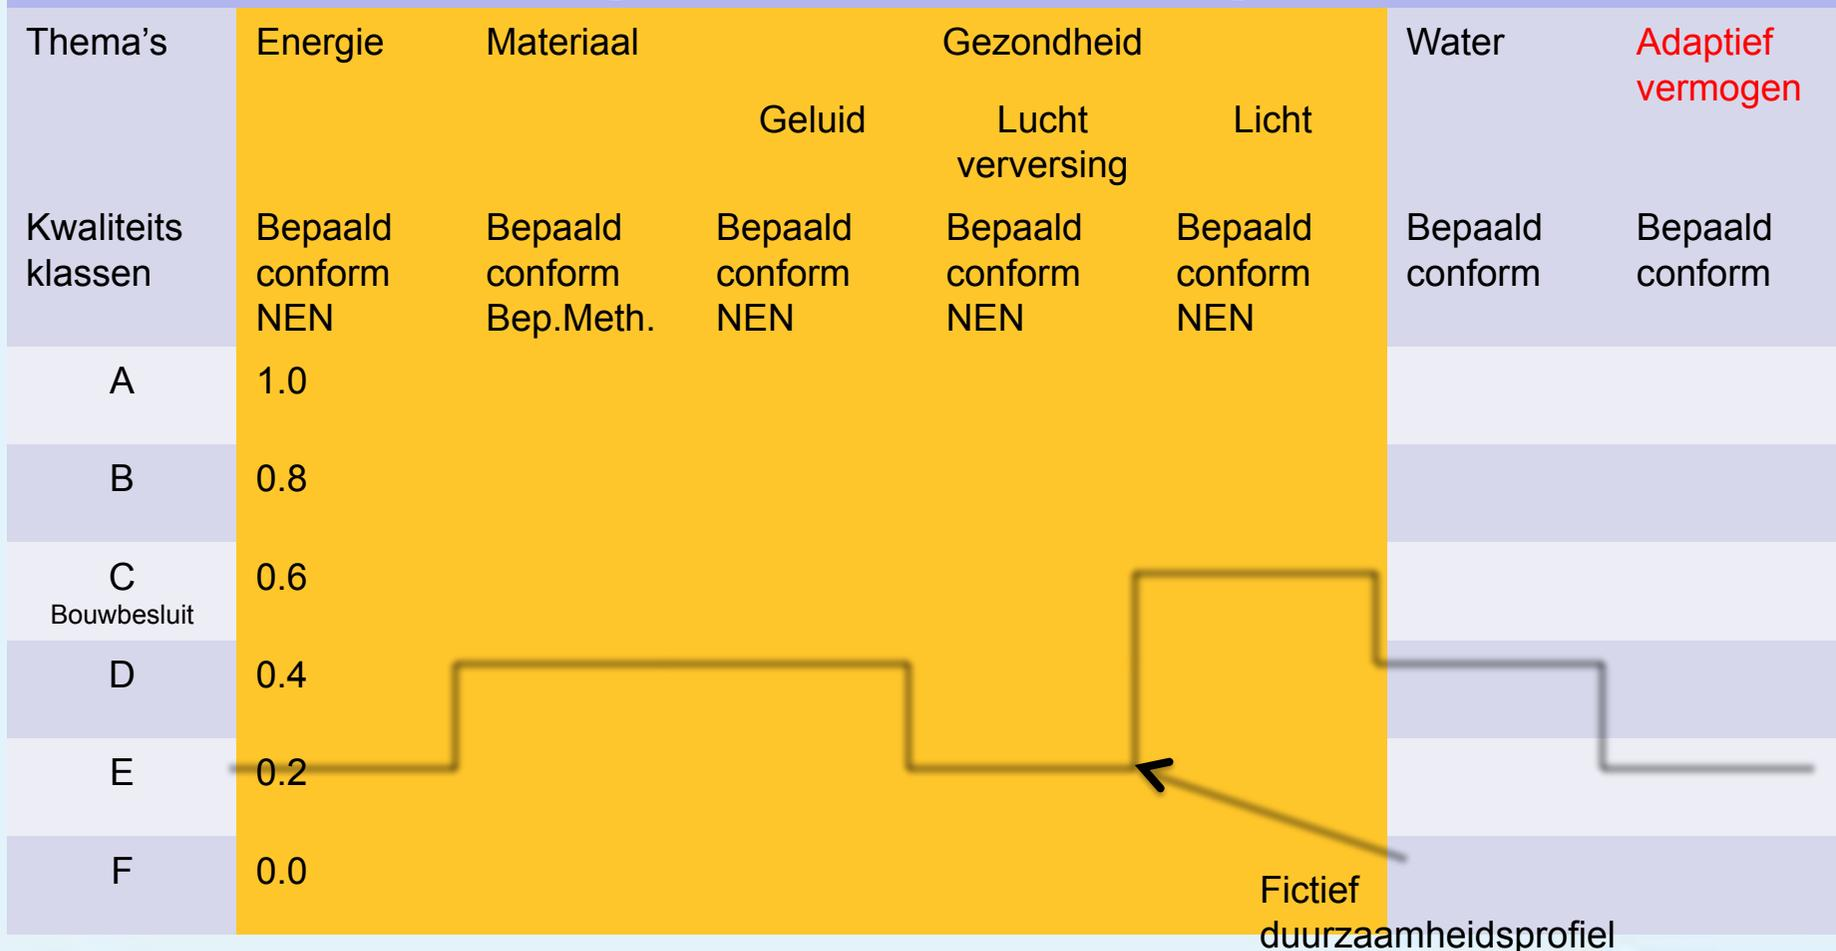 Thema's Energie Materiaal Gezondheid Water Adaptief
vermogen
Geluid Lucht Licht
verversing
Kwaliteits Bepaald Bepaald Bepaald Bepaald Bepaald Bepaald Bepaald
klassen conform conform conform conform conform conform conform
NEN Bep.Meth. NEN NEN NEN
A 1.0
B 0.8
C 0.6
Bouwbesluit
D 0.4
E 0.2
F 0.0
Fictief
duurzaamheidsprofiel